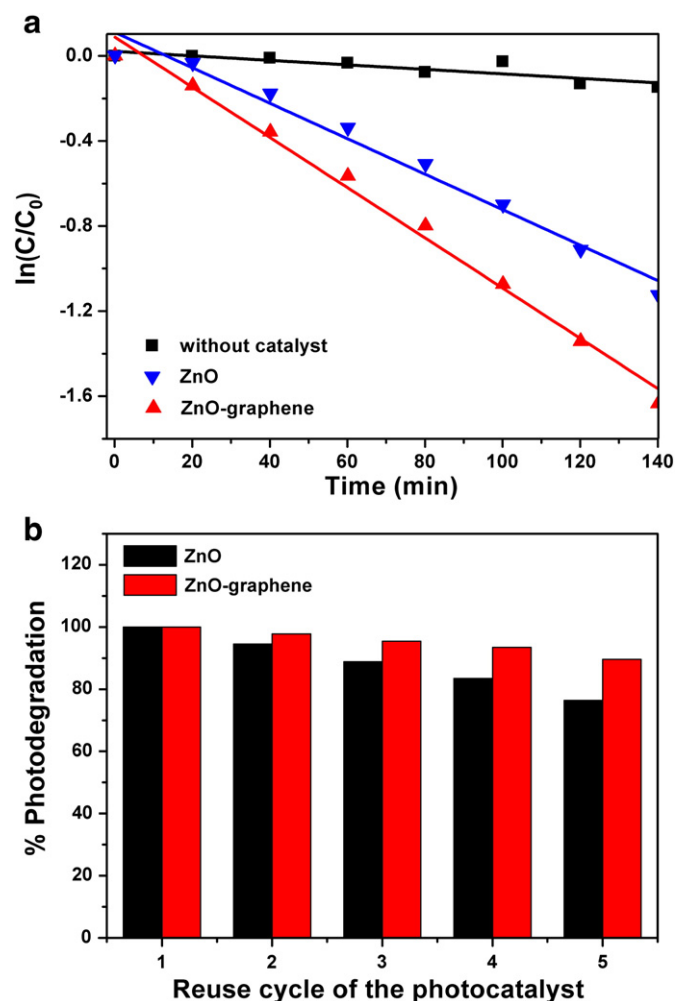 a
0.0
-0.4
-0.8
-1.2
-1.6
ln(C/C0)
without catalyst
ZnO
ZnO-graphene
0 20 40 60 80 100 120 140
Time (min)
b
ZnO
ZnO-graphene
120
100
80
60
40
20
0
% Photodegradation
1 2 3 4 5
Reuse cycle of the photocatalyst